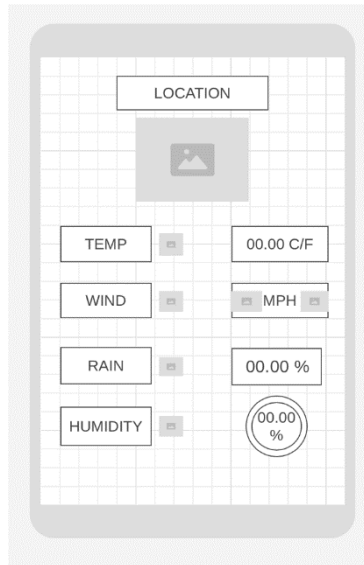 LOCATION
TEMP 00.00 C/F
WIND MPH
RAIN 00.00 %
HUMIDITY 00.00
%